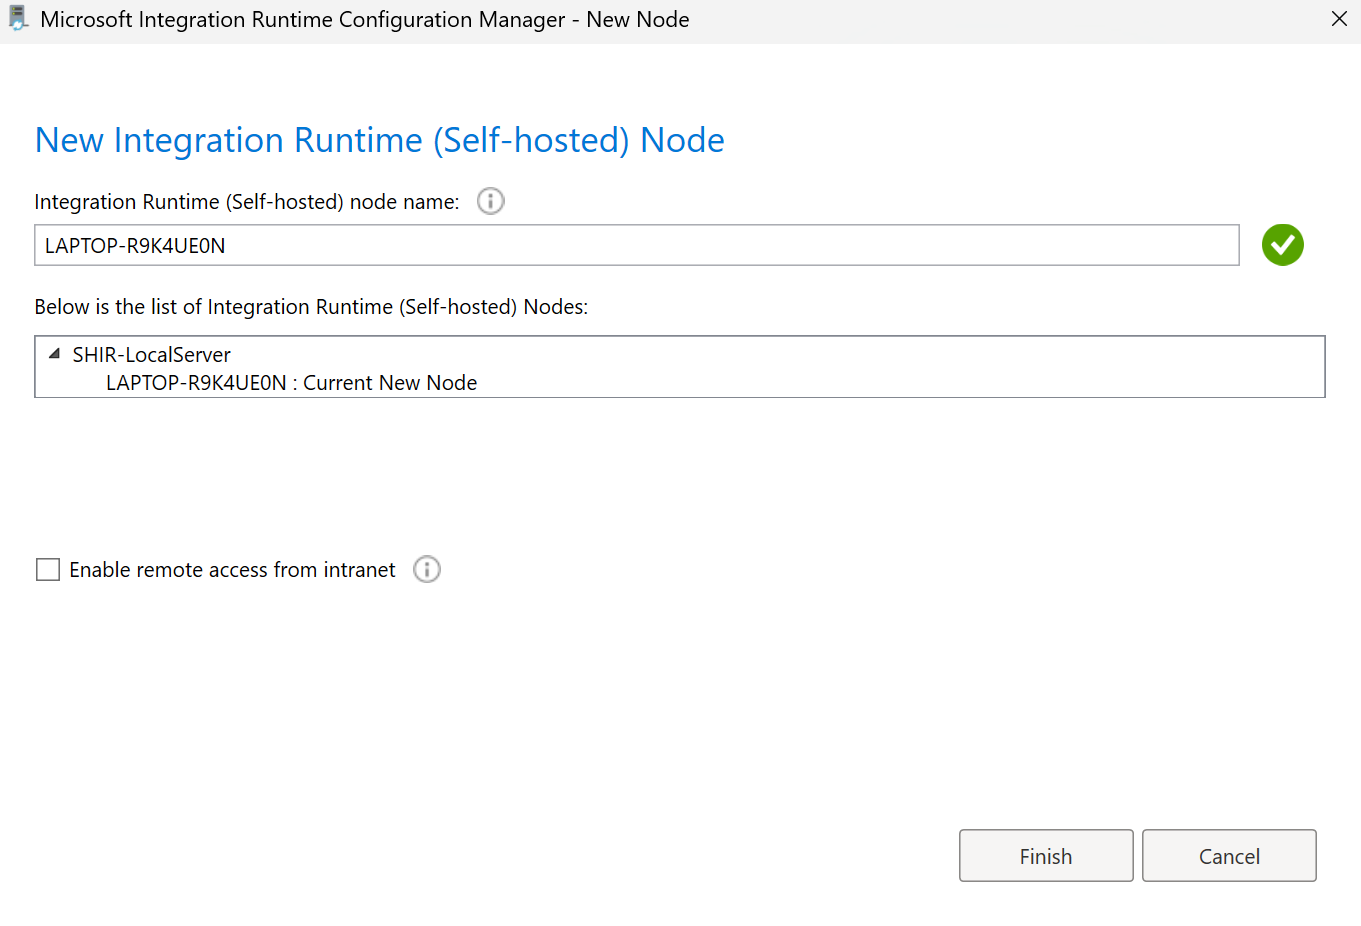 Microsoft Integration Runtime Configuration Manager - New Node
New Integration Runtime (Self-hosted) Node
Integration Runtime (Self-hosted) node name:
LAPTOP-R9K4UE0N
Below is the list of Integration Runtime (Self-hosted) Nodes:
SHIR-LocalServer
LAPTOP-R9K4UE0N : Current New Node
Enable remote access from intranet
Finish
Cancel